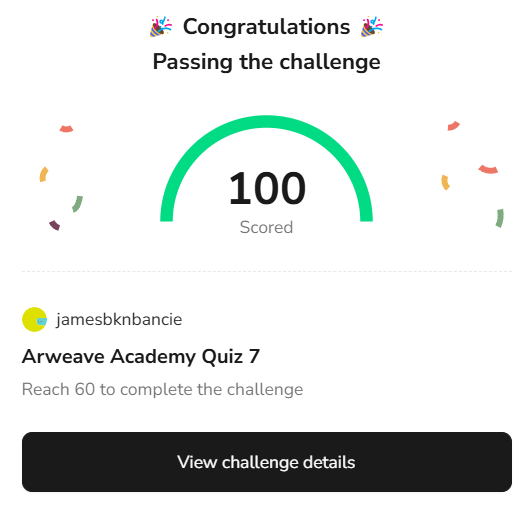 🎉 Congratulations 🎉
Passing the challenge
100
Scored
jamesbknbancie
Arweave Academy Quiz 7
Reach 60 to complete the challenge
View challenge details